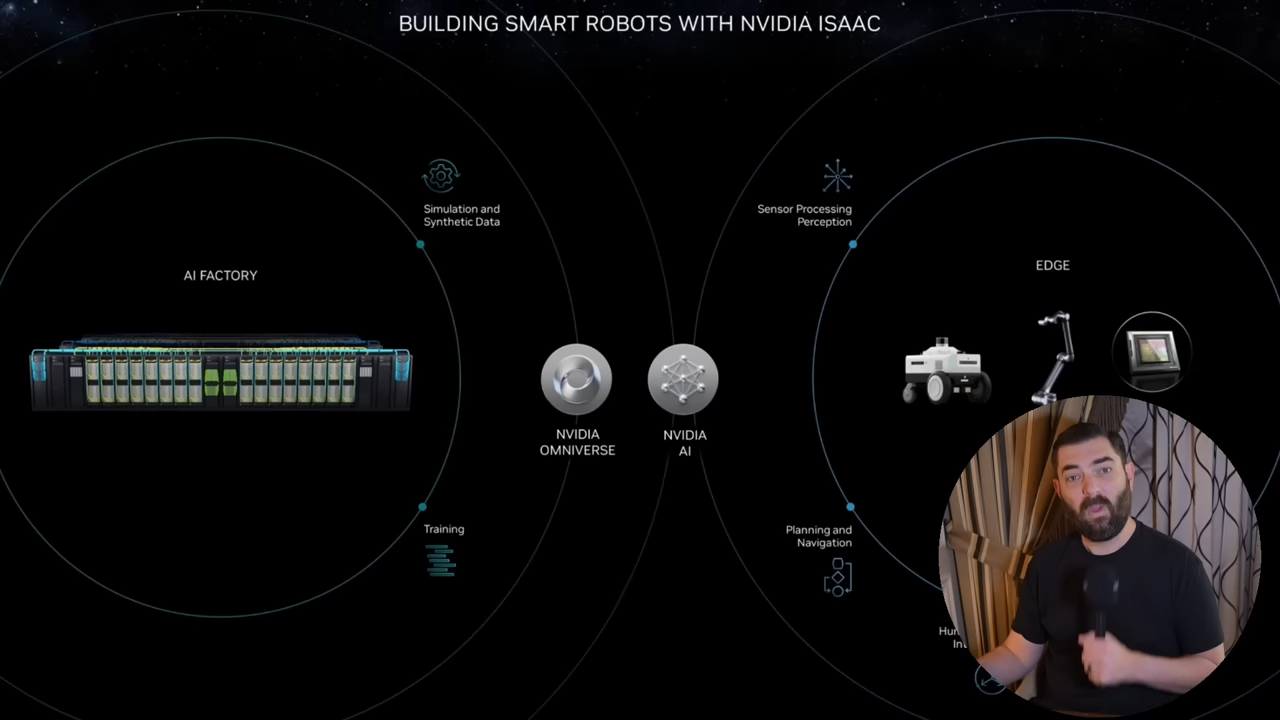 BUILDING SMART ROBOTS WITH NVIDIA ISAAC
Simulation and
Synthetic Data
Sensor Processing
Perception
AI FACTORY
EDGE
NVIDIA
OMNIVERSE
NVIDIA
AI
Training
Planning and
Navigation